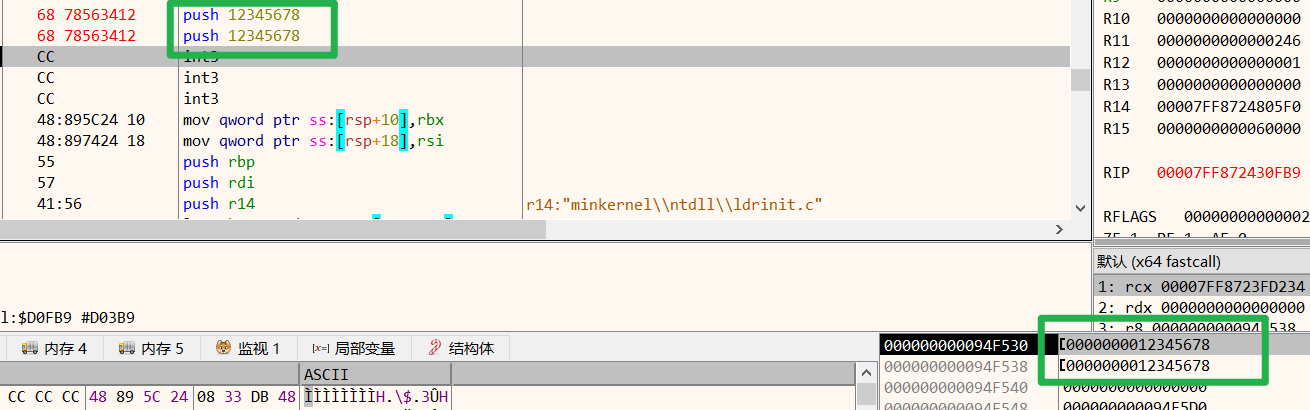 68 78563412 push 12345678
68 78563412 push 12345678
CC int3
CC int3
CC int3
48:895C24 10 mov qword ptr ss:[rsp+10],rbx
48:897424 18 mov qword ptr ss:[rsp+18],rsi
55 push rbp
57 push rdi
41:56 push r14 r14:"minkernel\\ntdll\\ldrinit.c"
R10 0000000000000000
R11 0000000000000246
R12 0000000000000001
R13 0000000000000000
R14 00007FF8724805F0
R15 0000000000060000
RIP 00007FF872430FB9
RFLAGS 000000000000002
默认 (x64 fastcall)
1: rcx 00007FF8723FD234
2: rdx 0000000000000000
3: r8 000000000094F538
l:$D0FB9 #D03B9
内存 4 内存 5 监视 1 [x=] 局部变量 结构体
ASCII
CC CC CC 48 89 5C 24 08 33 DB 48 ÌÌÌÌÌÌÌÌH.\$.3ÛH
000000000094F530 [0000000012345678
000000000094F538 [0000000012345678
000000000094F540 0000000000000000
000000000094F548